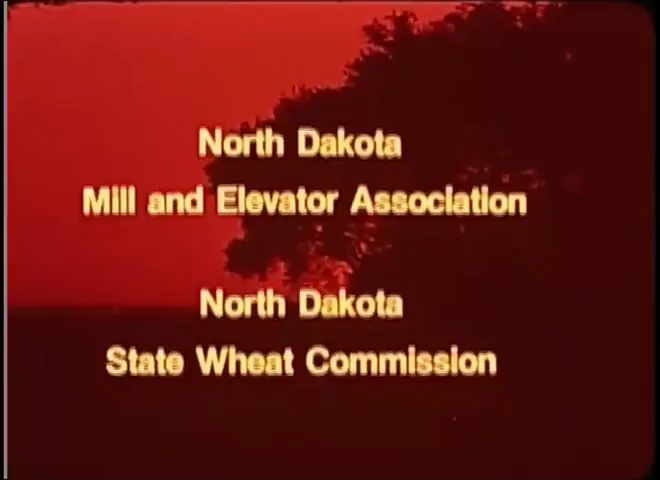 North Dakota
Mill and Elevator Association
North Dakota
State Wheat Commission